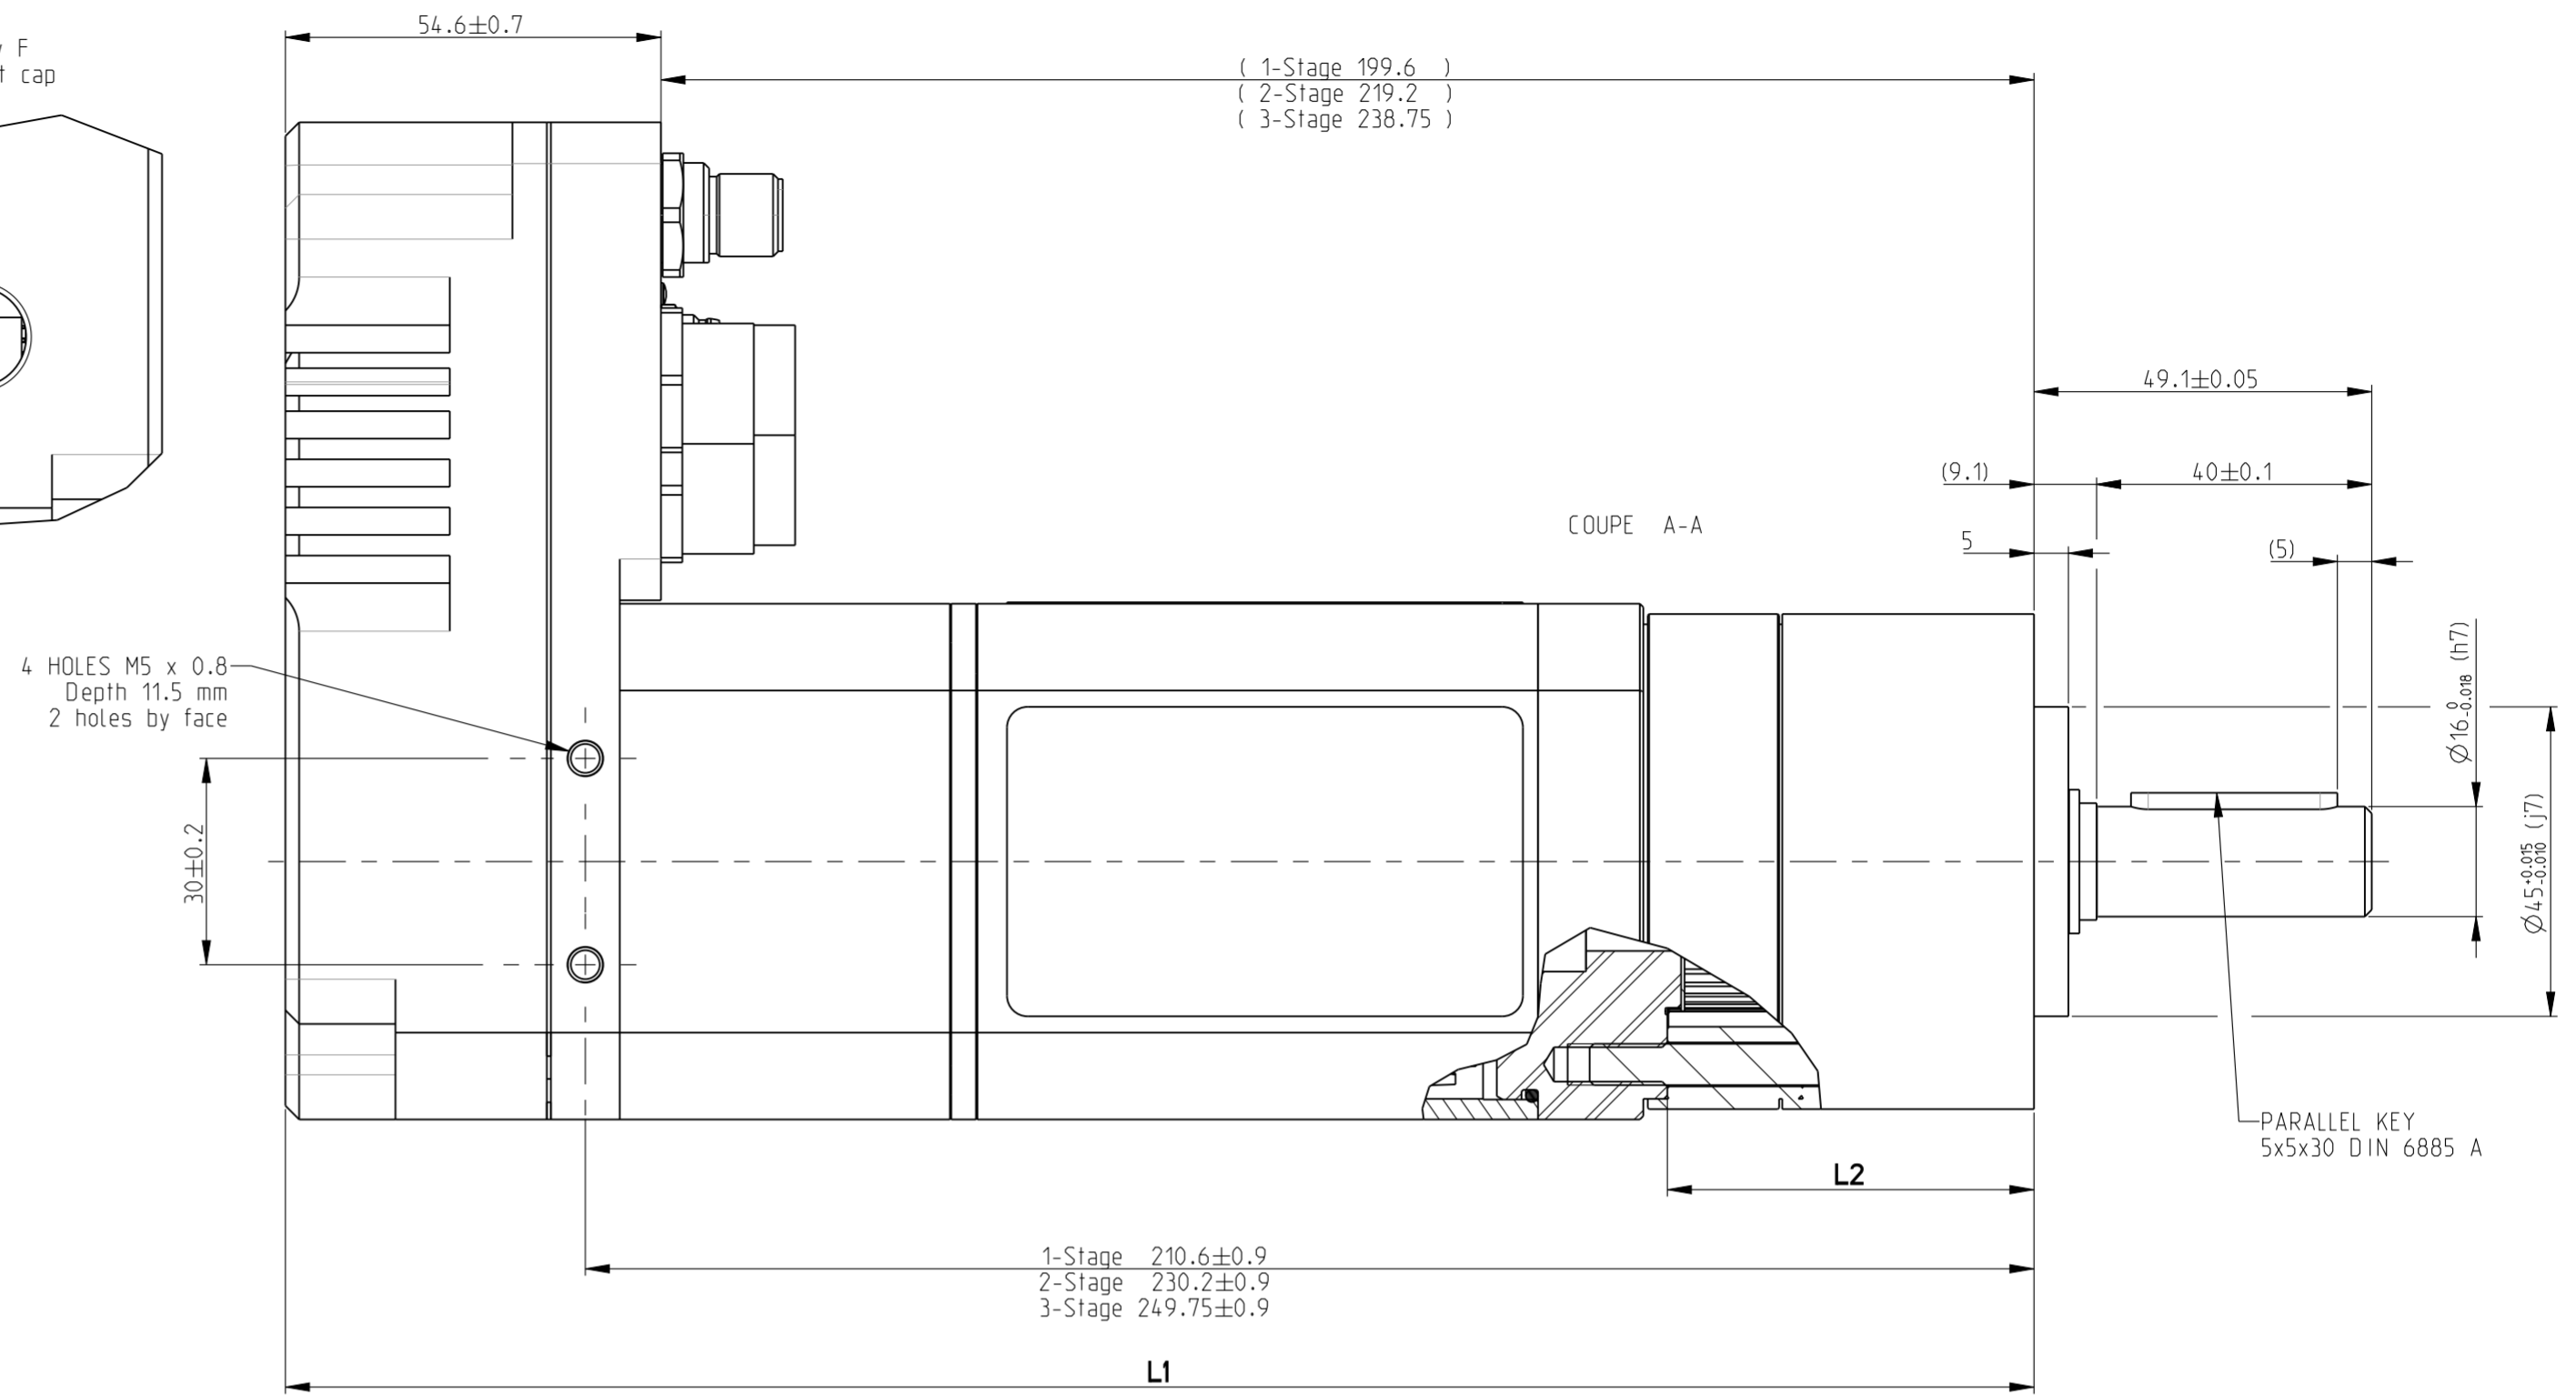 54.6±0.7
F
t cap
( 1-Stage 199.6 )
( 2-Stage 219.2 )
( 3-Stage 238.75 )
49.1±0.05
(9.1)
40±0.1
COUPE A-A
5
(5)
4 HOLES M5 x 0.8
Depth 11.5 mm
2 holes by face
Ø16 0 -0.018 (h7)
30±0.2
Ø45 +0.015 -0.010 (j7)
PARALLEL KEY
5x5x30 DIN 6885 A
L2
1-Stage 210.6±0.9
2-Stage 230.2±0.9
3-Stage 249.75±0.9
L1